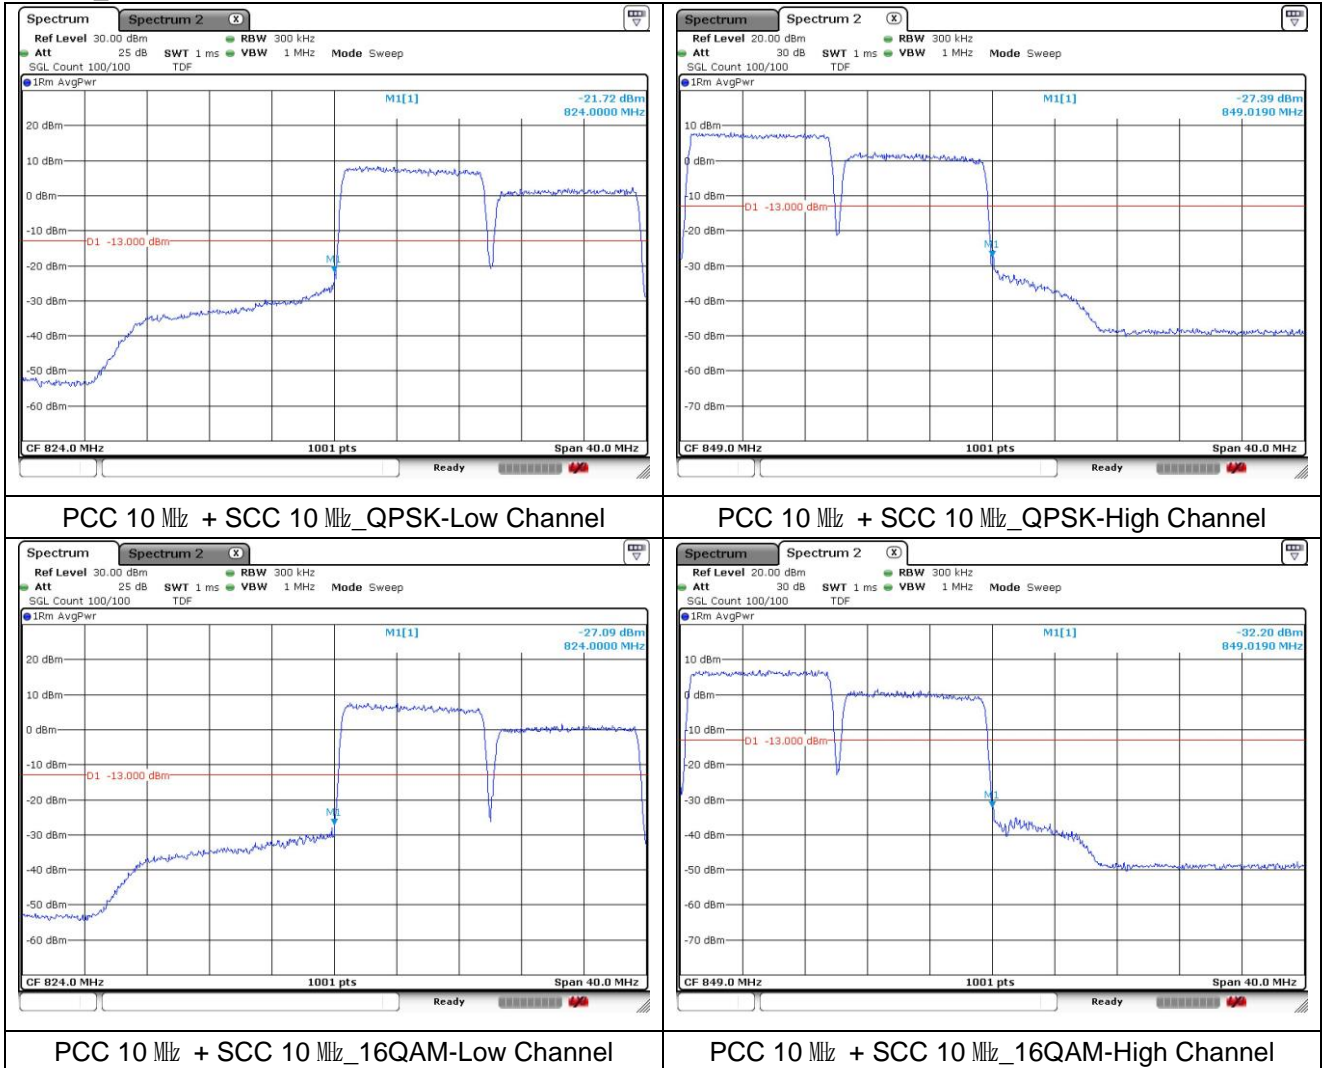 Spectrum Spectrum 2 X
Ref Level 30.00 dBm RBW 300 kHz
Att 25 dB SWT 1 ms VBW 1 MHz Mode Sweep
SGL Count 100/100 TDF
1Rm AvgPwr
M1[1] -21.72 dBm
824.0000 MHz
20 dBm
10 dBm
0 dBm
-10 dBm
D1 -13.000 dBm
-20 dBm
M1
-30 dBm
-40 dBm
-50 dBm
-60 dBm
CF 824.0 MHz 1001 pts Span 40.0 MHz
Ready
PCC 10 ㎒ + SCC 10 ㎒_QPSK-Low Channel
Spectrum Spectrum 2 X
Ref Level 20.00 dBm RBW 300 kHz
Att 30 dB SWT 1 ms VBW 1 MHz Mode Sweep
SGL Count 100/100 TDF
1Rm AvgPwr
M1[1] -27.39 dBm
849.0190 MHz
10 dBm
0 dBm
-10 dBm
D1 -13.000 dBm
-20 dBm
M1
-30 dBm
-40 dBm
-50 dBm
-60 dBm
-70 dBm
CF 849.0 MHz 1001 pts Span 40.0 MHz
Ready
PCC 10 ㎒ + SCC 10 ㎒_QPSK-High Channel
Spectrum Spectrum 2 X
Ref Level 30.00 dBm RBW 300 kHz
Att 25 dB SWT 1 ms VBW 1 MHz Mode Sweep
SGL Count 100/100 TDF
1Rm AvgPwr
M1[1] -27.09 dBm
824.0000 MHz
20 dBm
10 dBm
0 dBm
-10 dBm
D1 -13.000 dBm
-20 dBm
M1
-30 dBm
-40 dBm
-50 dBm
-60 dBm
CF 824.0 MHz 1001 pts Span 40.0 MHz
Ready
PCC 10 ㎒ + SCC 10 ㎒_16QAM-Low Channel
Spectrum Spectrum 2 X
Ref Level 20.00 dBm RBW 300 kHz
Att 30 dB SWT 1 ms VBW 1 MHz Mode Sweep
SGL Count 100/100 TDF
1Rm AvgPwr
M1[1] -32.20 dBm
849.0190 MHz
10 dBm
0 dBm
-10 dBm
D1 -13.000 dBm
-20 dBm
-30 dBm
M1
-40 dBm
-50 dBm
-60 dBm
-70 dBm
CF 849.0 MHz 1001 pts Span 40.0 MHz
Ready
PCC 10 ㎒ + SCC 10 ㎒_16QAM-High Channel